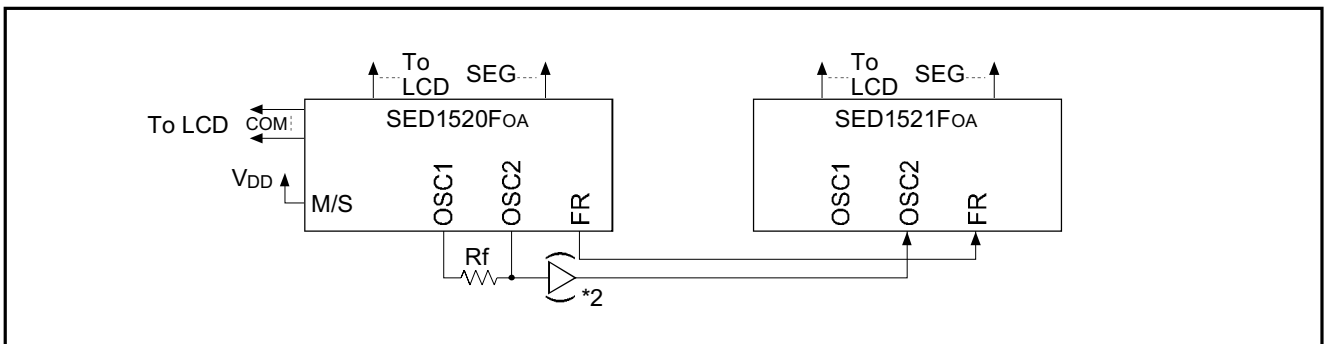 To LCD
SEG
To LCD
SEG
To LCD
COM
SED1520FOA
SED1521FOA
VDD
M/S
OSC1
OSC2
FR
OSC1
OSC2
FR
Rf
*2